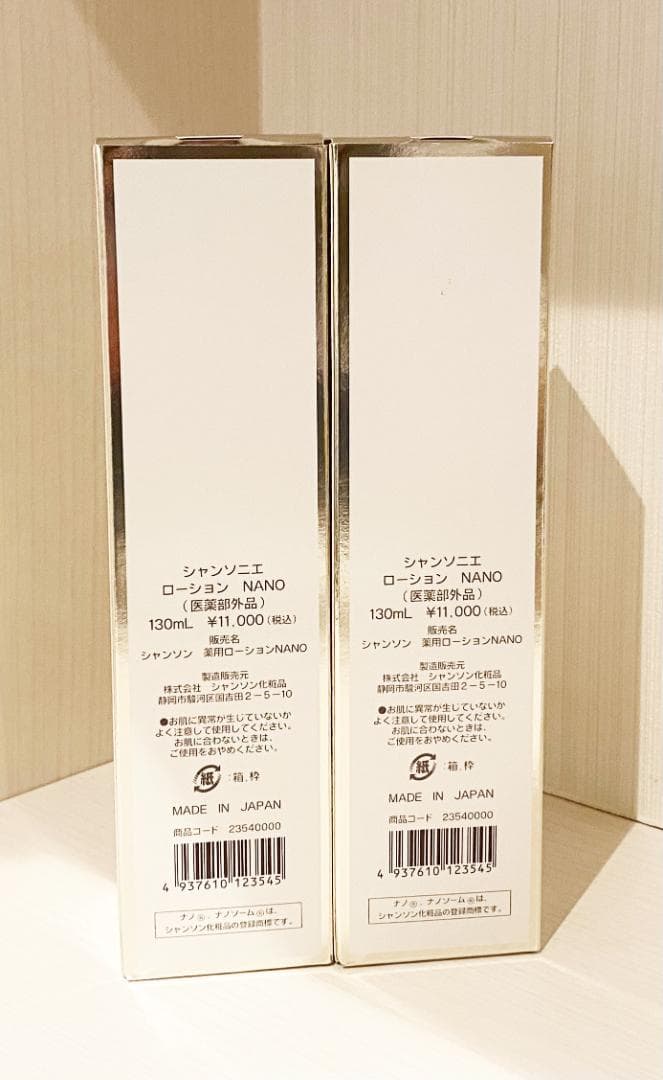 シャンソニエ
ローション　NANO
（医薬部外品）
130mL　¥11,000（税込）
販売名
シャンソン　薬用ローションNANO
製造販売元
株式会社　シャンソン化粧品
静岡市駿河区国吉田2－5－10
●お肌に異常が生じていないか
よく注意して使用してください。
お肌に合わないときは、
ご使用をおやめください。
紙 :箱,枠
MADE IN JAPAN
商品コード　23540000
4 937610 123545
ナノ㊓、ナノソーム㊓は、
シャンソン化粧品の登録商標です。
シャンソニエ
ローション　NANO
（医薬部外品）
130mL　¥11,000（税込）
販売名
シャンソン　薬用ローションNANO
製造販売元
株式会社　シャンソン化粧品
静岡市駿河区国吉田2－5－10
●お肌に異常が生じていないか
よく注意して使用してください。
お肌に合わないときは、
ご使用をおやめください。
紙 :箱,枠
MADE IN JAPAN
商品コード　23540000
4 937610 123545
ナノ、ナノソームは、
シャンソン化粧品の登録商標です。